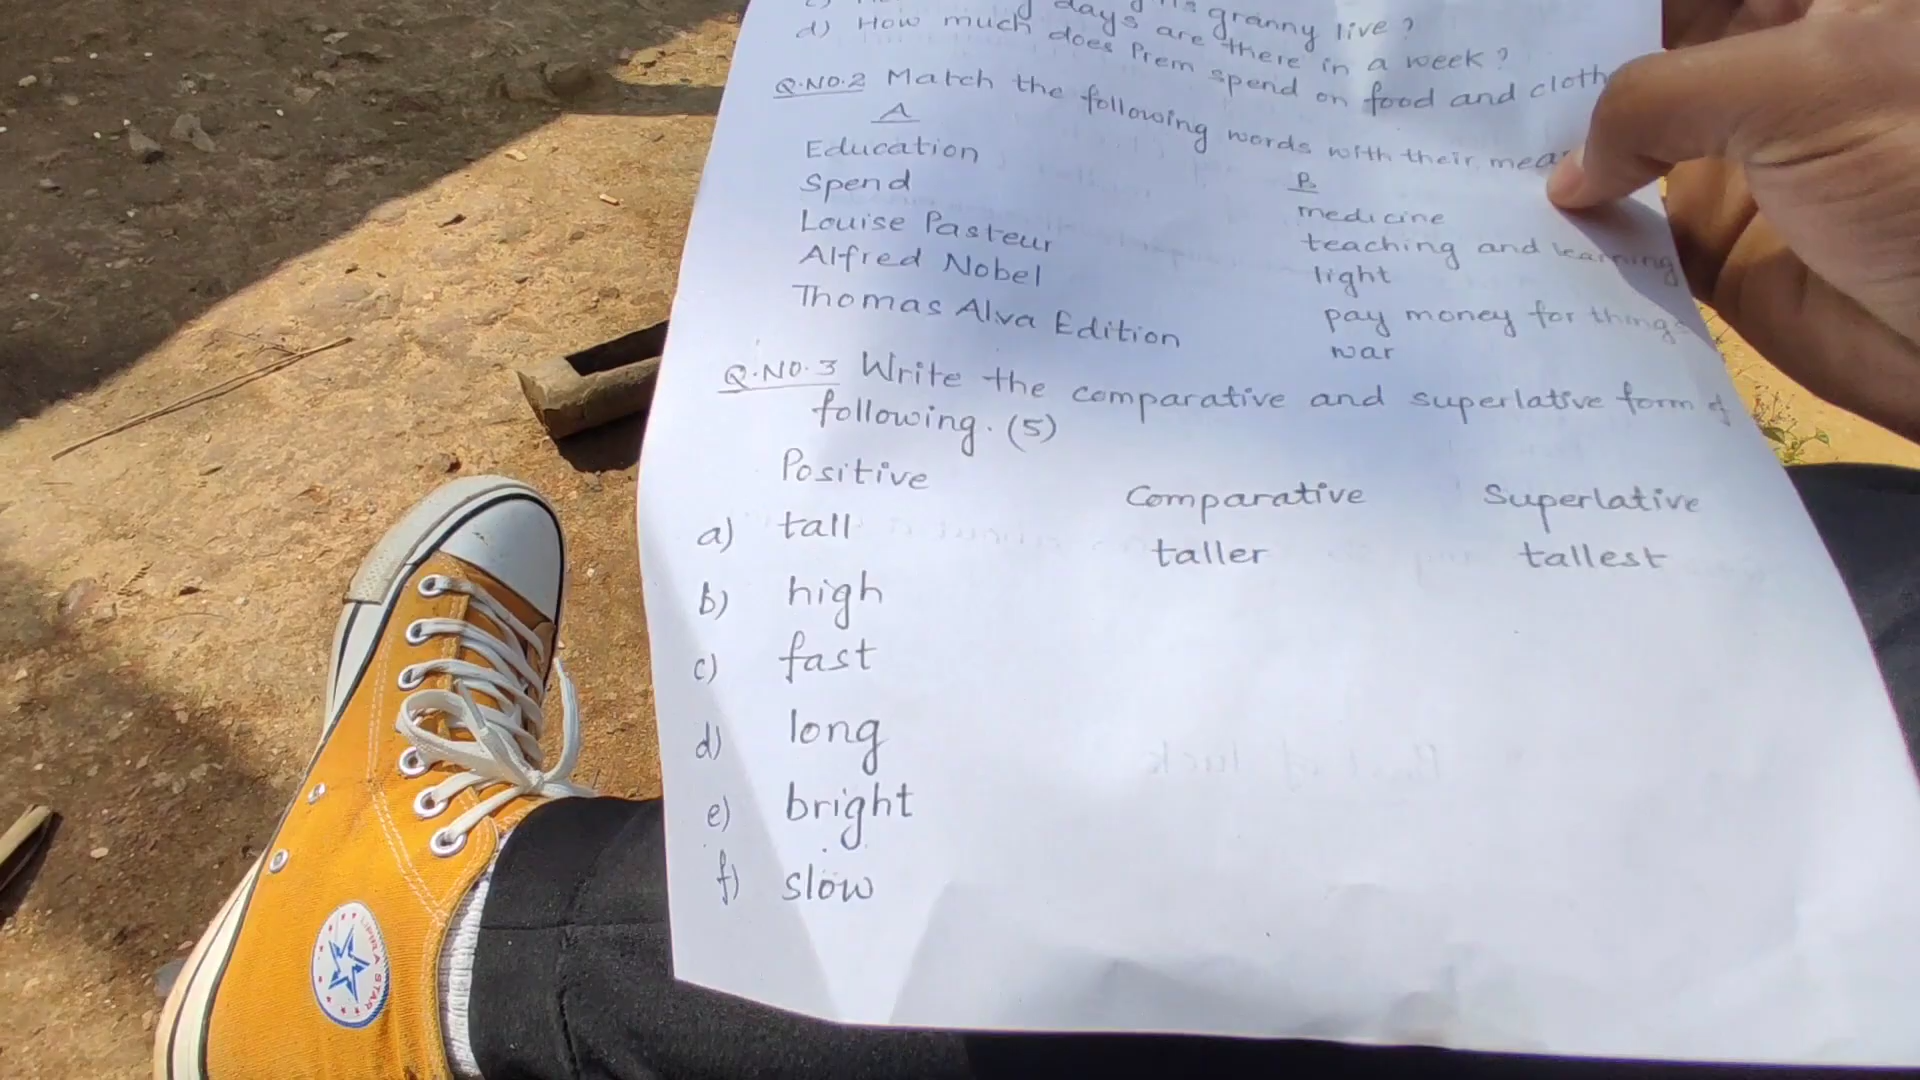 days
granny live?
d) How much days are there in a week?
does Prem spend on food and cloth
Q.NO.2 Match the following words with their mea
A
B
Education
medicine
Spend
teaching and learning
Louise Pasteur
light
Alfred Nobel
pay money for things
Thomas Alva Edition
war
Q.NO.3 Write the comparative and superlative form of
following. (5)
Positive
Comparative
Superlative
a) tall
taller
tallest
b) high
c) fast
d) long
e) bright
f) slow
STAR